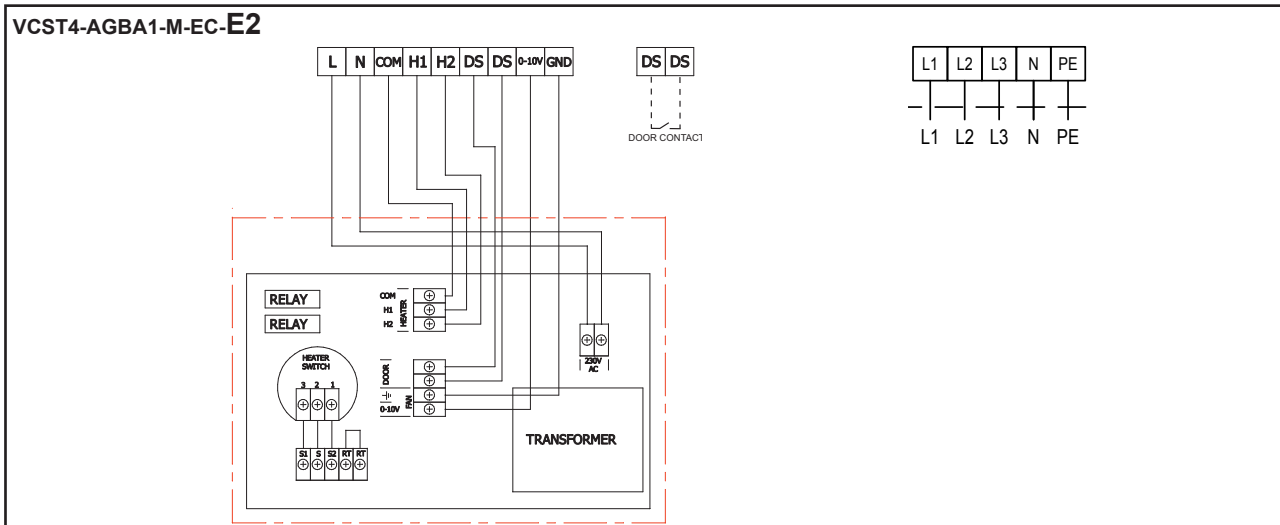 VCST4-AGBA1-M-EC-E2
L N COM H1 H2 DS DS 0-10V GND
DS DS
DOOR CONTACT
L1 L2 L3 N PE
L1 L2 L3 N PE
RELAY
RELAY
COM
H1
H2
HEATER
HEATER
SWITCH
3 2 1
S1 S S2 RT RT
DOOR
0-10V
FAN
230V
AC
TRANSFORMER